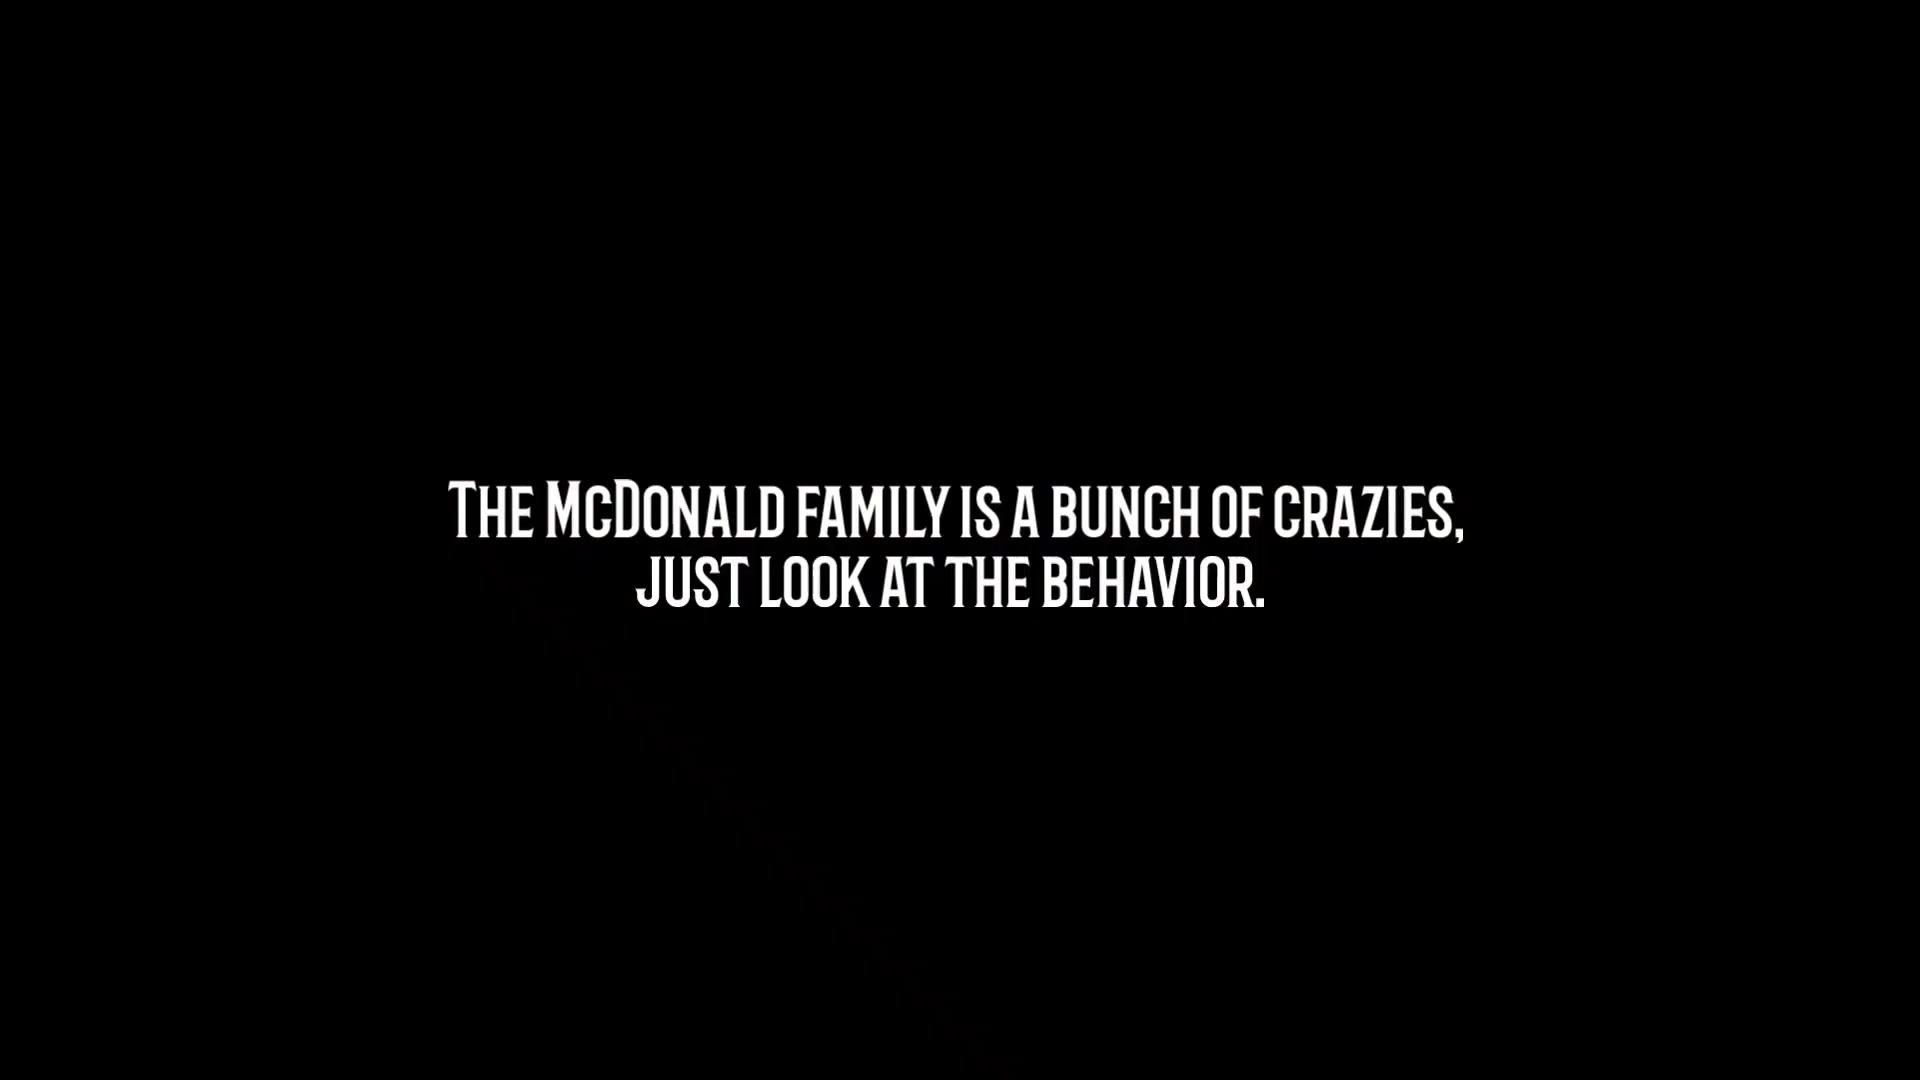 The McDonald family is a bunch of crazies,
just look at the behavior.